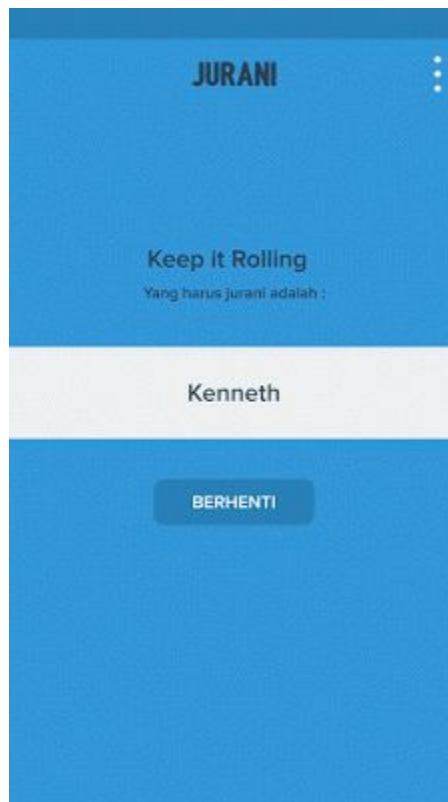 JURANI
Keep it Rolling
Yang harus jurani adalah :
Kenneth
BERHENTI